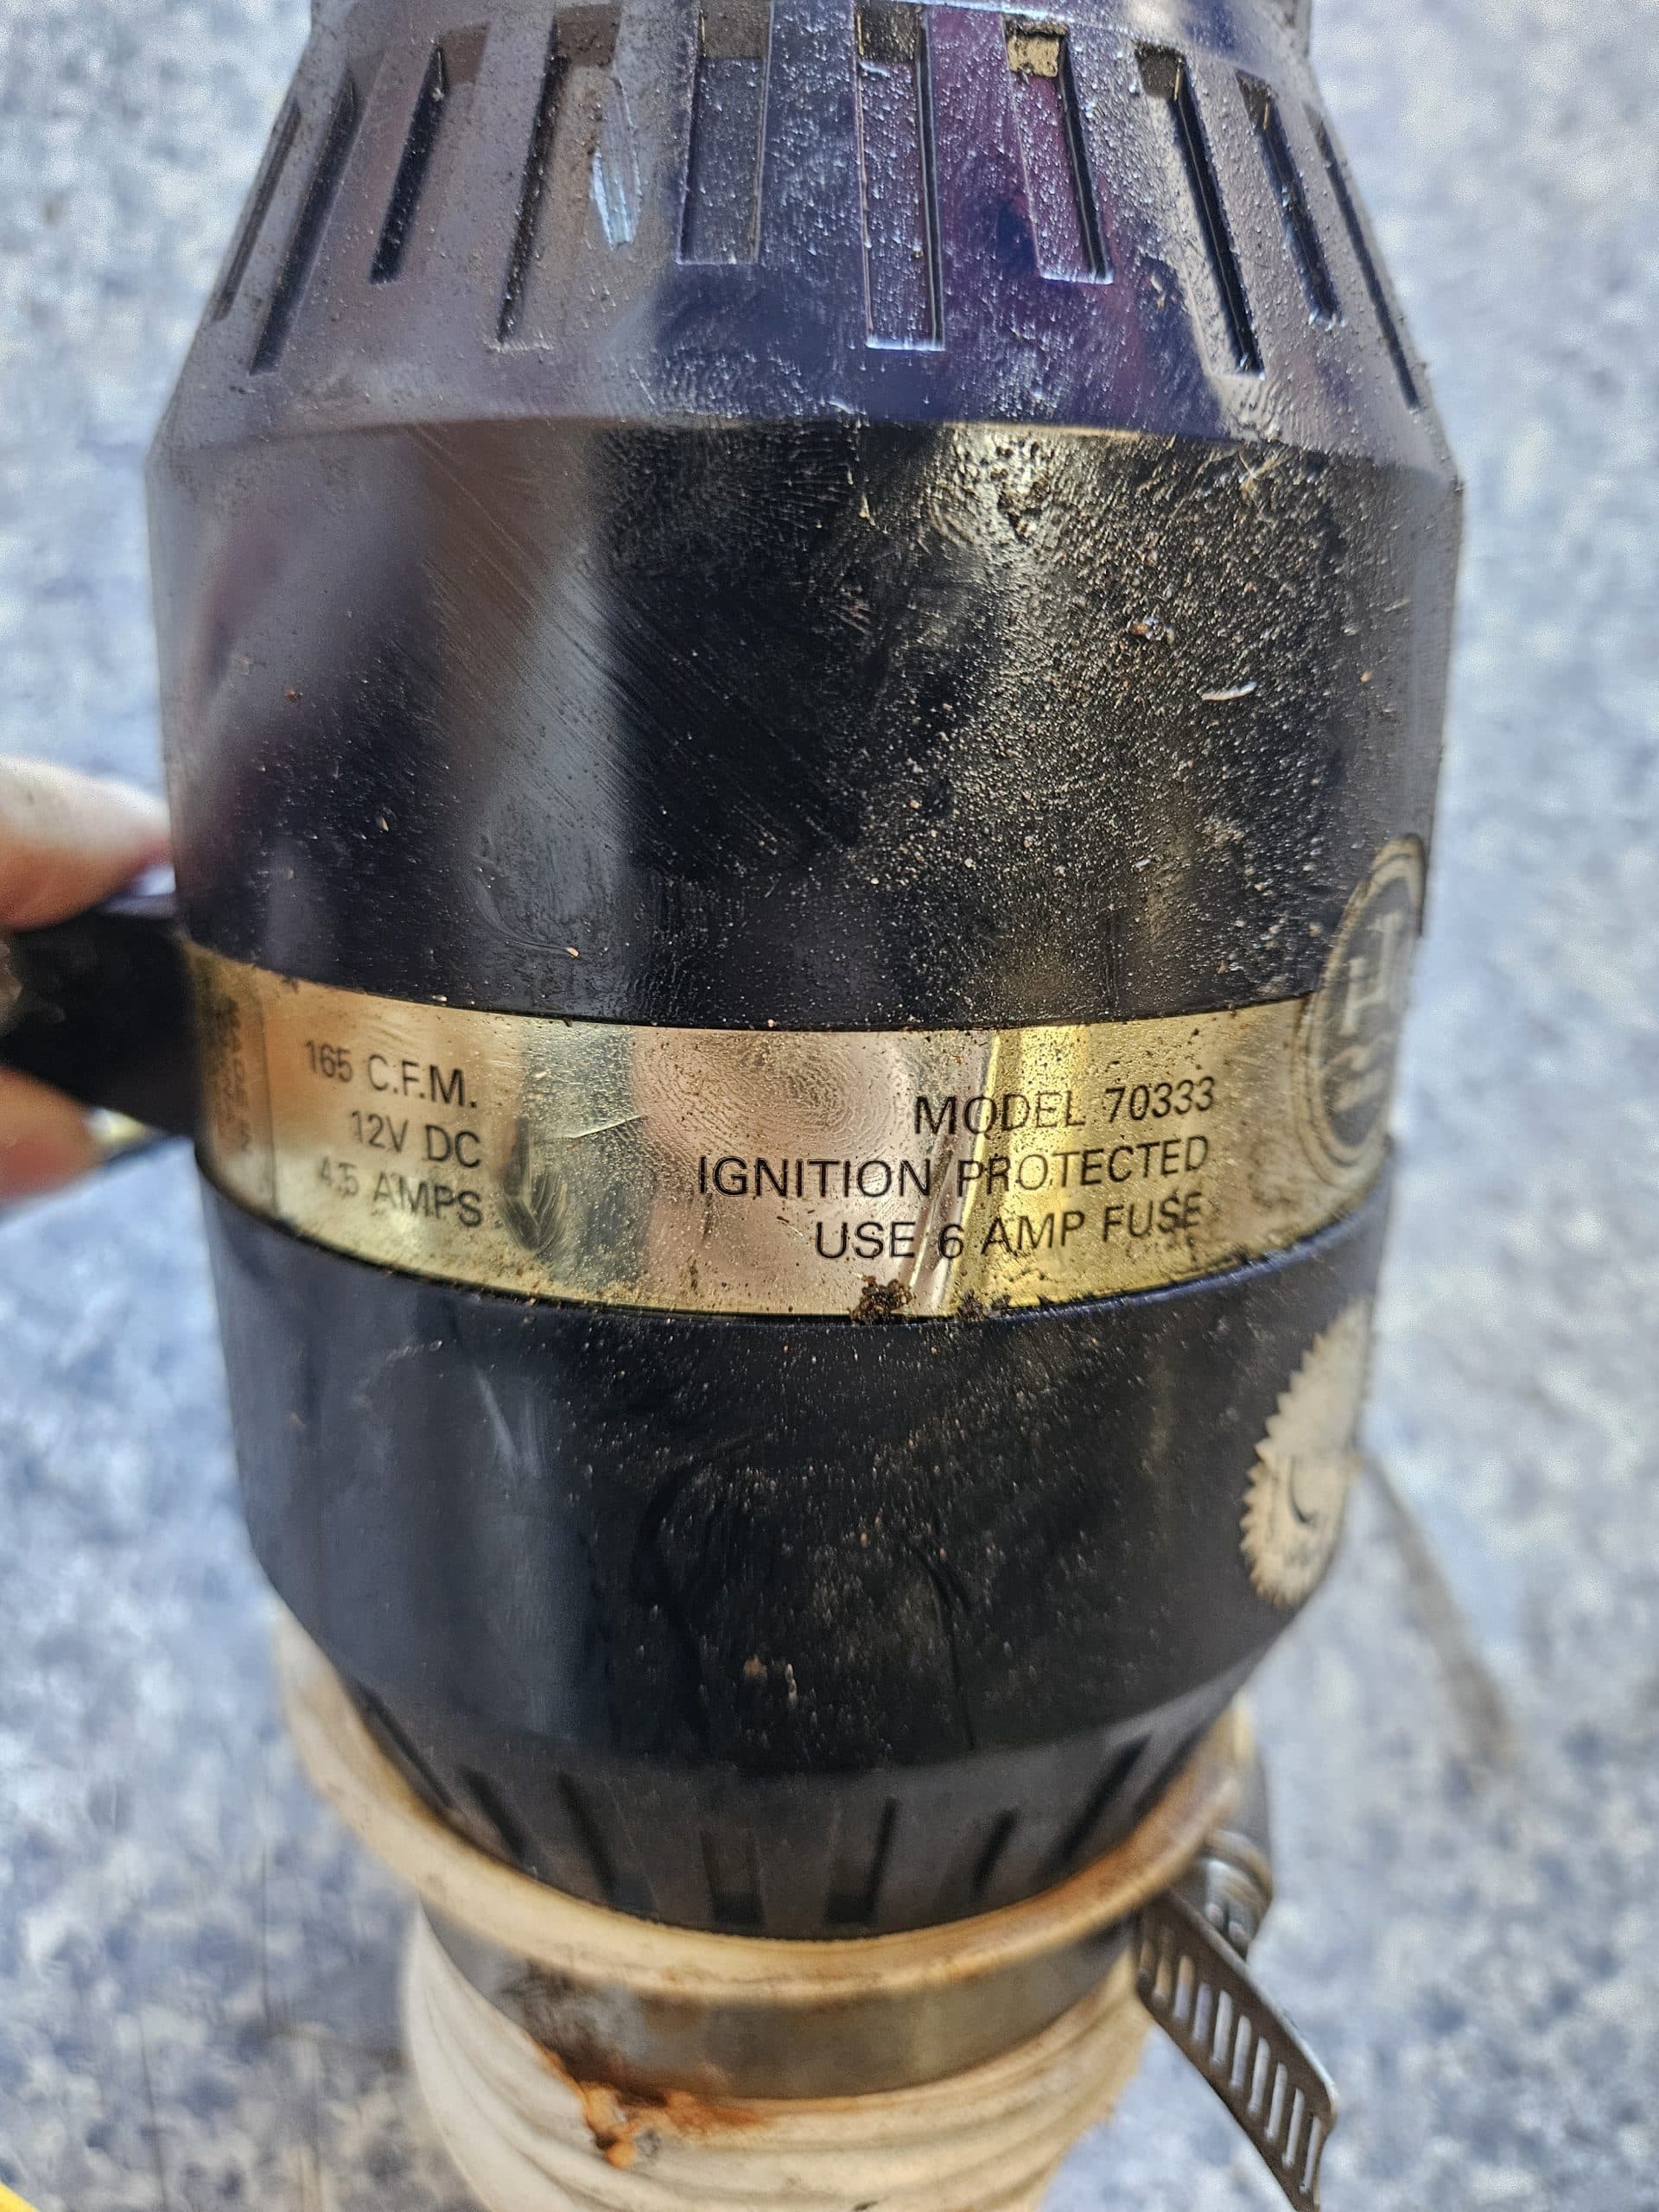 165 C.F.M.
12V DC
4.5 AMPS
MODEL 70333
IGNITION PROTECTED
USE 6 AMP FUSE